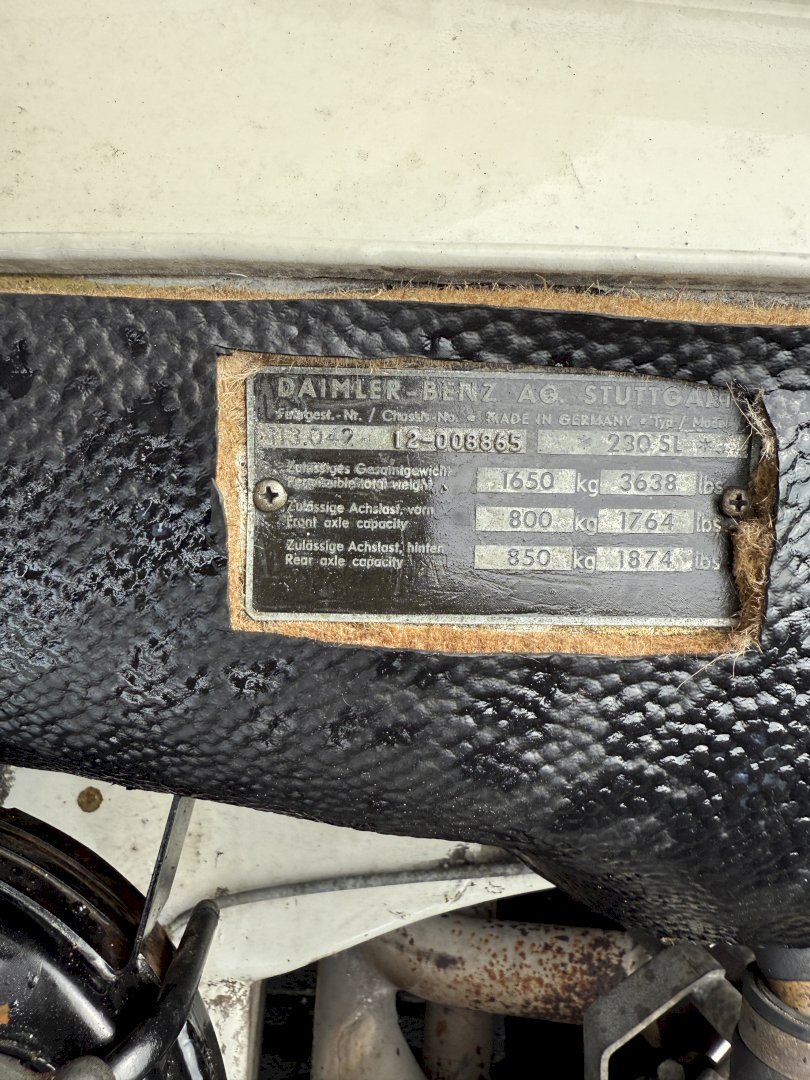 DAIMLER-BENZ AG. STUTTGART
Fahrgest.-Nr. / Chassis-No. • MADE IN GERMANY • Typ / Model
113.042 12-008865 * 230 SL *
Zulässiges Gesamtgewicht
Permissible total weight 1650 kg 3638 lbs
Zulässige Achslast, vorn
Front axle capacity 800 kg 1764 lbs
Zulässige Achslast, hinten
Rear axle capacity 850 kg 1874 lbs